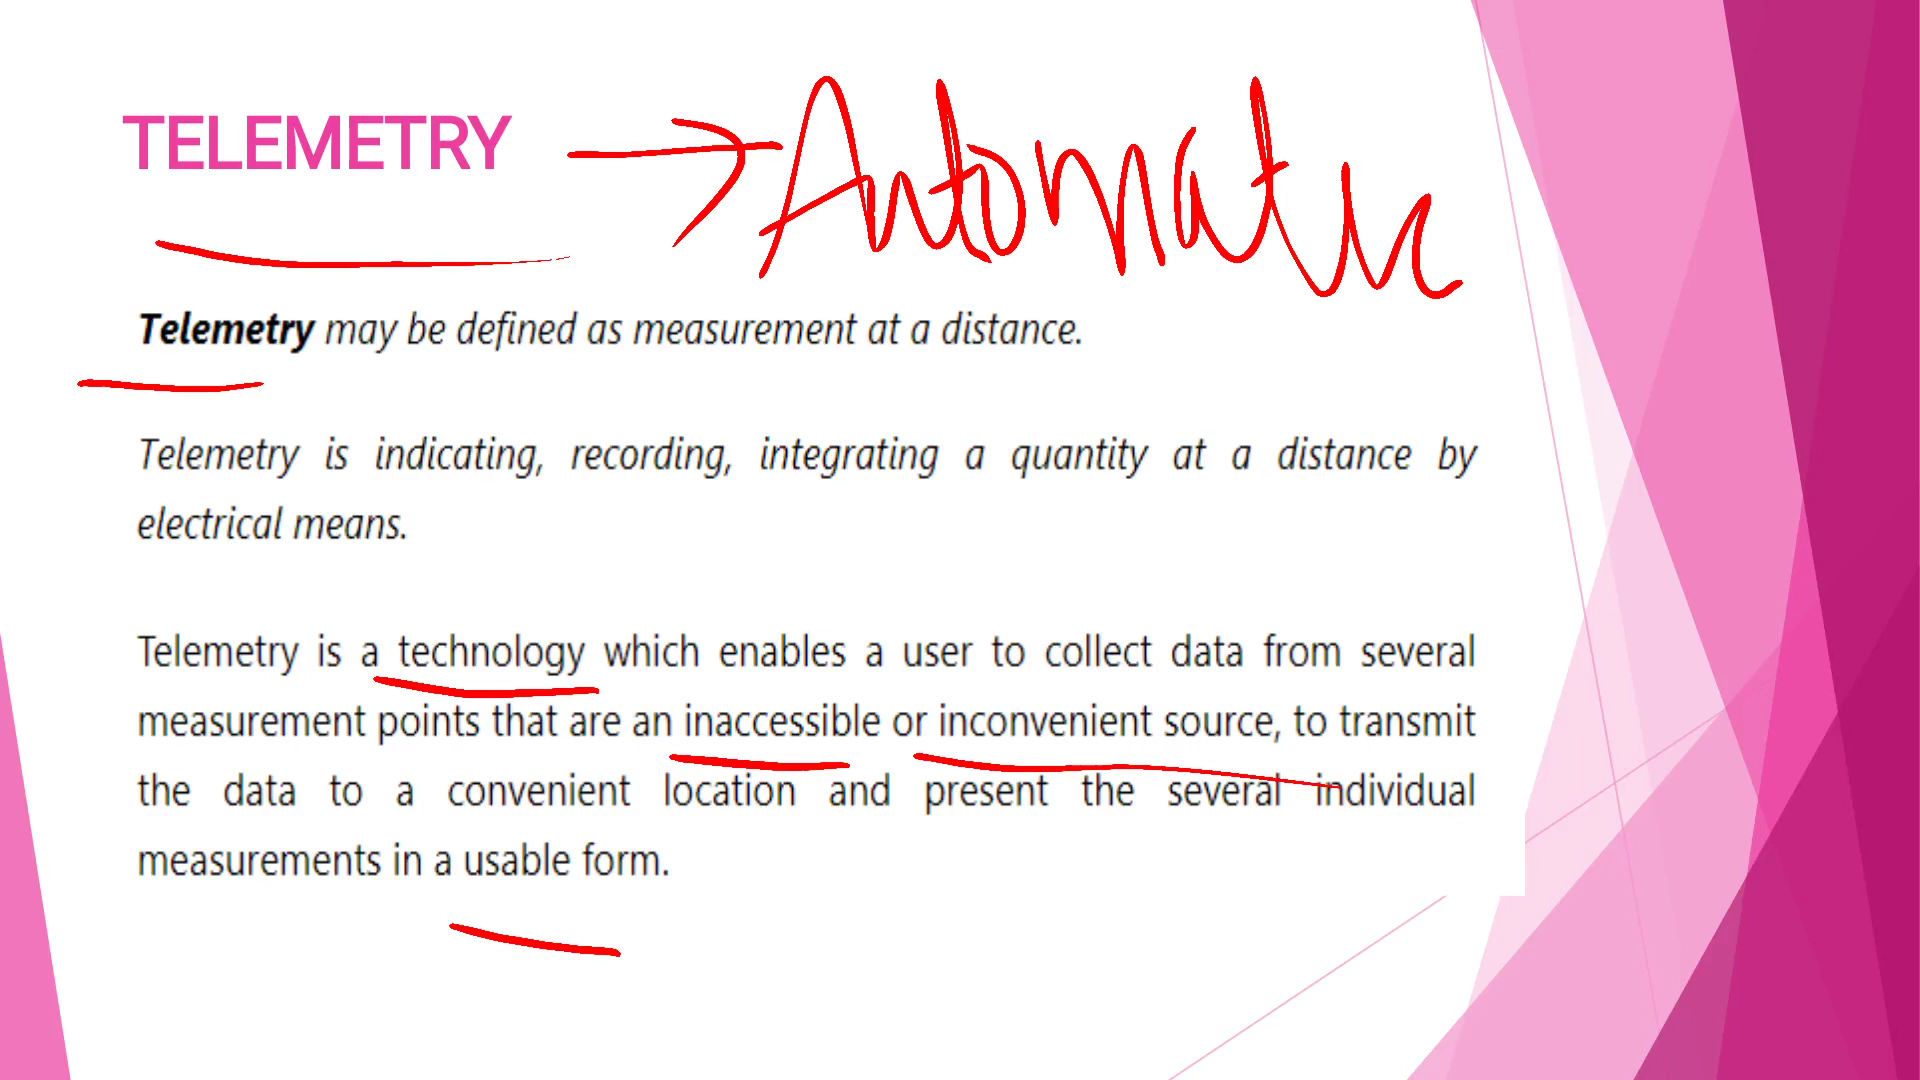 TELEMETRY → Automatic
Telemetry may be defined as measurement at a distance.
Telemetry is indicating, recording, integrating a quantity at a distance by
electrical means.
Telemetry is a technology which enables a user to collect data from several
measurement points that are an inaccessible or inconvenient source, to transmit
the data to a convenient location and present the several individual
measurements in a usable form.